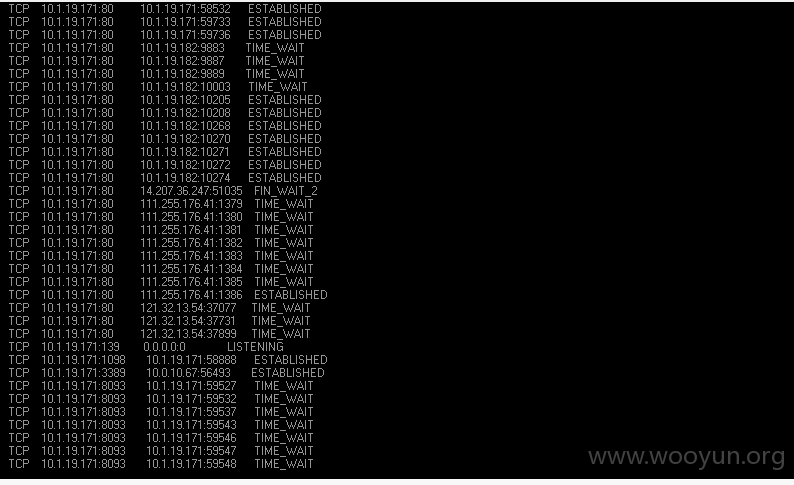 TCP 10.1.19.171:80 10.1.19.171:58532 ESTABLISHED
TCP 10.1.19.171:80 10.1.19.171:59733 ESTABLISHED
TCP 10.1.19.171:80 10.1.19.171:59736 ESTABLISHED
TCP 10.1.19.171:80 10.1.19.182:9883 TIME_WAIT
TCP 10.1.19.171:80 10.1.19.182:9887 TIME_WAIT
TCP 10.1.19.171:80 10.1.19.182:9889 TIME_WAIT
TCP 10.1.19.171:80 10.1.19.182:10003 TIME_WAIT
TCP 10.1.19.171:80 10.1.19.182:10205 ESTABLISHED
TCP 10.1.19.171:80 10.1.19.182:10208 ESTABLISHED
TCP 10.1.19.171:80 10.1.19.182:10268 ESTABLISHED
TCP 10.1.19.171:80 10.1.19.182:10270 ESTABLISHED
TCP 10.1.19.171:80 10.1.19.182:10271 ESTABLISHED
TCP 10.1.19.171:80 10.1.19.182:10272 ESTABLISHED
TCP 10.1.19.171:80 10.1.19.182:10274 ESTABLISHED
TCP 10.1.19.171:80 14.207.36.247:51035 FIN_WAIT_2
TCP 10.1.19.171:80 111.255.176.41:1379 TIME_WAIT
TCP 10.1.19.171:80 111.255.176.41:1380 TIME_WAIT
TCP 10.1.19.171:80 111.255.176.41:1381 TIME_WAIT
TCP 10.1.19.171:80 111.255.176.41:1382 TIME_WAIT
TCP 10.1.19.171:80 111.255.176.41:1383 TIME_WAIT
TCP 10.1.19.171:80 111.255.176.41:1384 TIME_WAIT
TCP 10.1.19.171:80 111.255.176.41:1385 TIME_WAIT
TCP 10.1.19.171:80 111.255.176.41:1386 ESTABLISHED
TCP 10.1.19.171:80 121.32.13.54:37077 TIME_WAIT
TCP 10.1.19.171:80 121.32.13.54:37731 TIME_WAIT
TCP 10.1.19.171:80 121.32.13.54:37899 TIME_WAIT
TCP 10.1.19.171:139 0.0.0.0:0 LISTENING
TCP 10.1.19.171:1098 10.1.19.171:58888 ESTABLISHED
TCP 10.1.19.171:3389 10.0.10.67:56493 ESTABLISHED
TCP 10.1.19.171:8093 10.1.19.171:59527 TIME_WAIT
TCP 10.1.19.171:8093 10.1.19.171:59532 TIME_WAIT
TCP 10.1.19.171:8093 10.1.19.171:59537 TIME_WAIT
TCP 10.1.19.171:8093 10.1.19.171:59543 TIME_WAIT
TCP 10.1.19.171:8093 10.1.19.171:59546 TIME_WAIT
TCP 10.1.19.171:8093 10.1.19.171:59547 TIME_WAIT
TCP 10.1.19.171:8093 10.1.19.171:59548 TIME_WAIT
www.wooyun.org